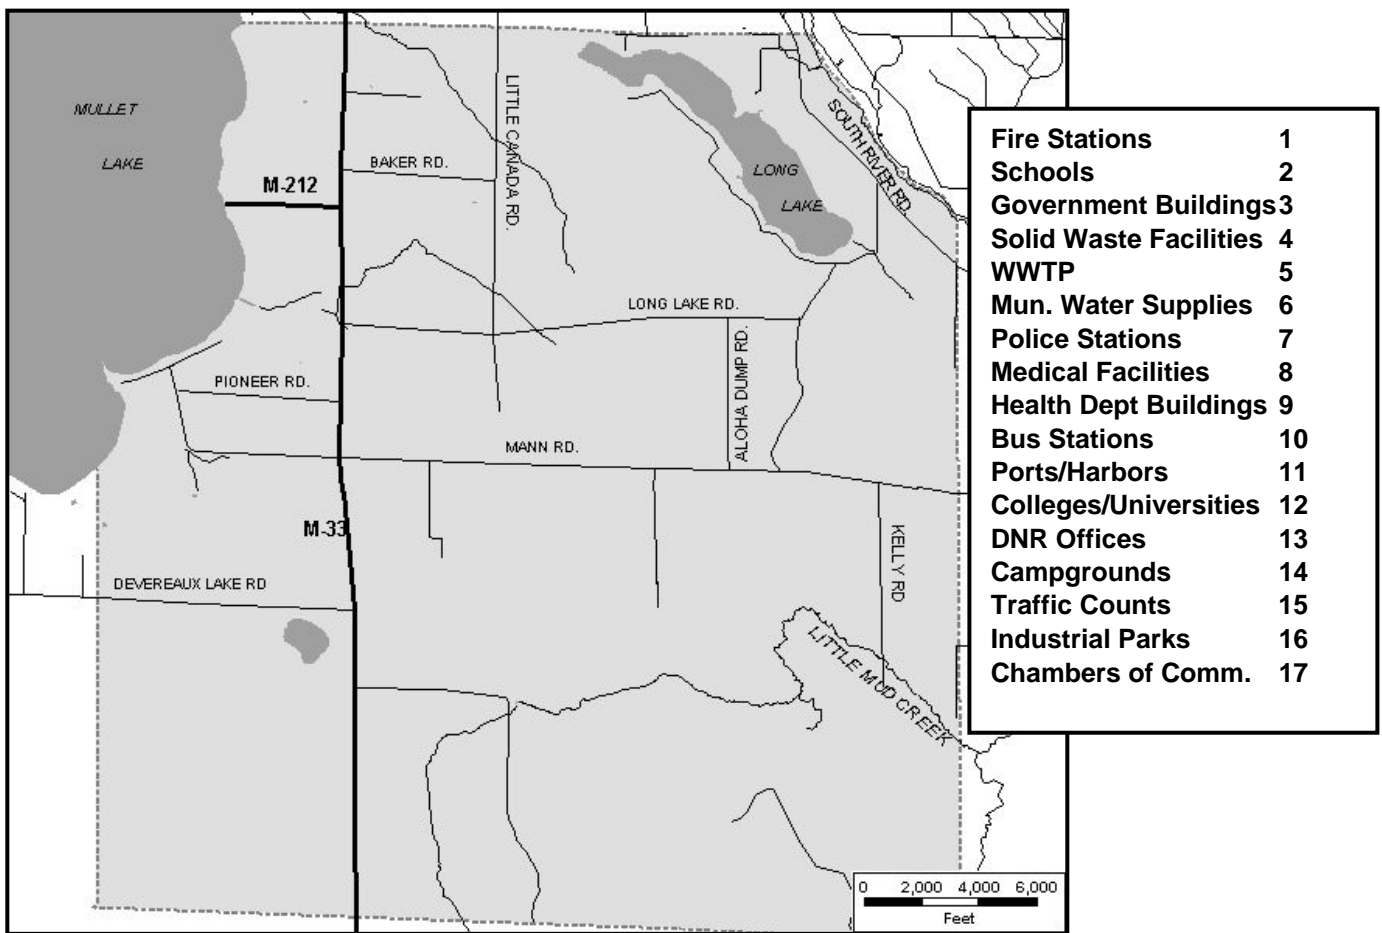 MULLET
LAKE
M-212
BAKER RD.
LITTLE CANADA RD.
LONG
LAKE
SOUTH RIVER RD.
LONG LAKE RD.
PIONEER RD.
ALOHA DUMP RD.
MANN RD.
M-33
KELLY RD
DEVEREAUX LAKE RD
LITTLE MUD CREEK
0 2,000 4,000 6,000
Feet
Fire Stations 1
Schools 2
Government Buildings 3
Solid Waste Facilities 4
WWTP 5
Mun. Water Supplies 6
Police Stations 7
Medical Facilities 8
Health Dept Buildings 9
Bus Stations 10
Ports/Harbors 11
Colleges/Universities 12
DNR Offices 13
Campgrounds 14
Traffic Counts 15
Industrial Parks 16
Chambers of Comm. 17